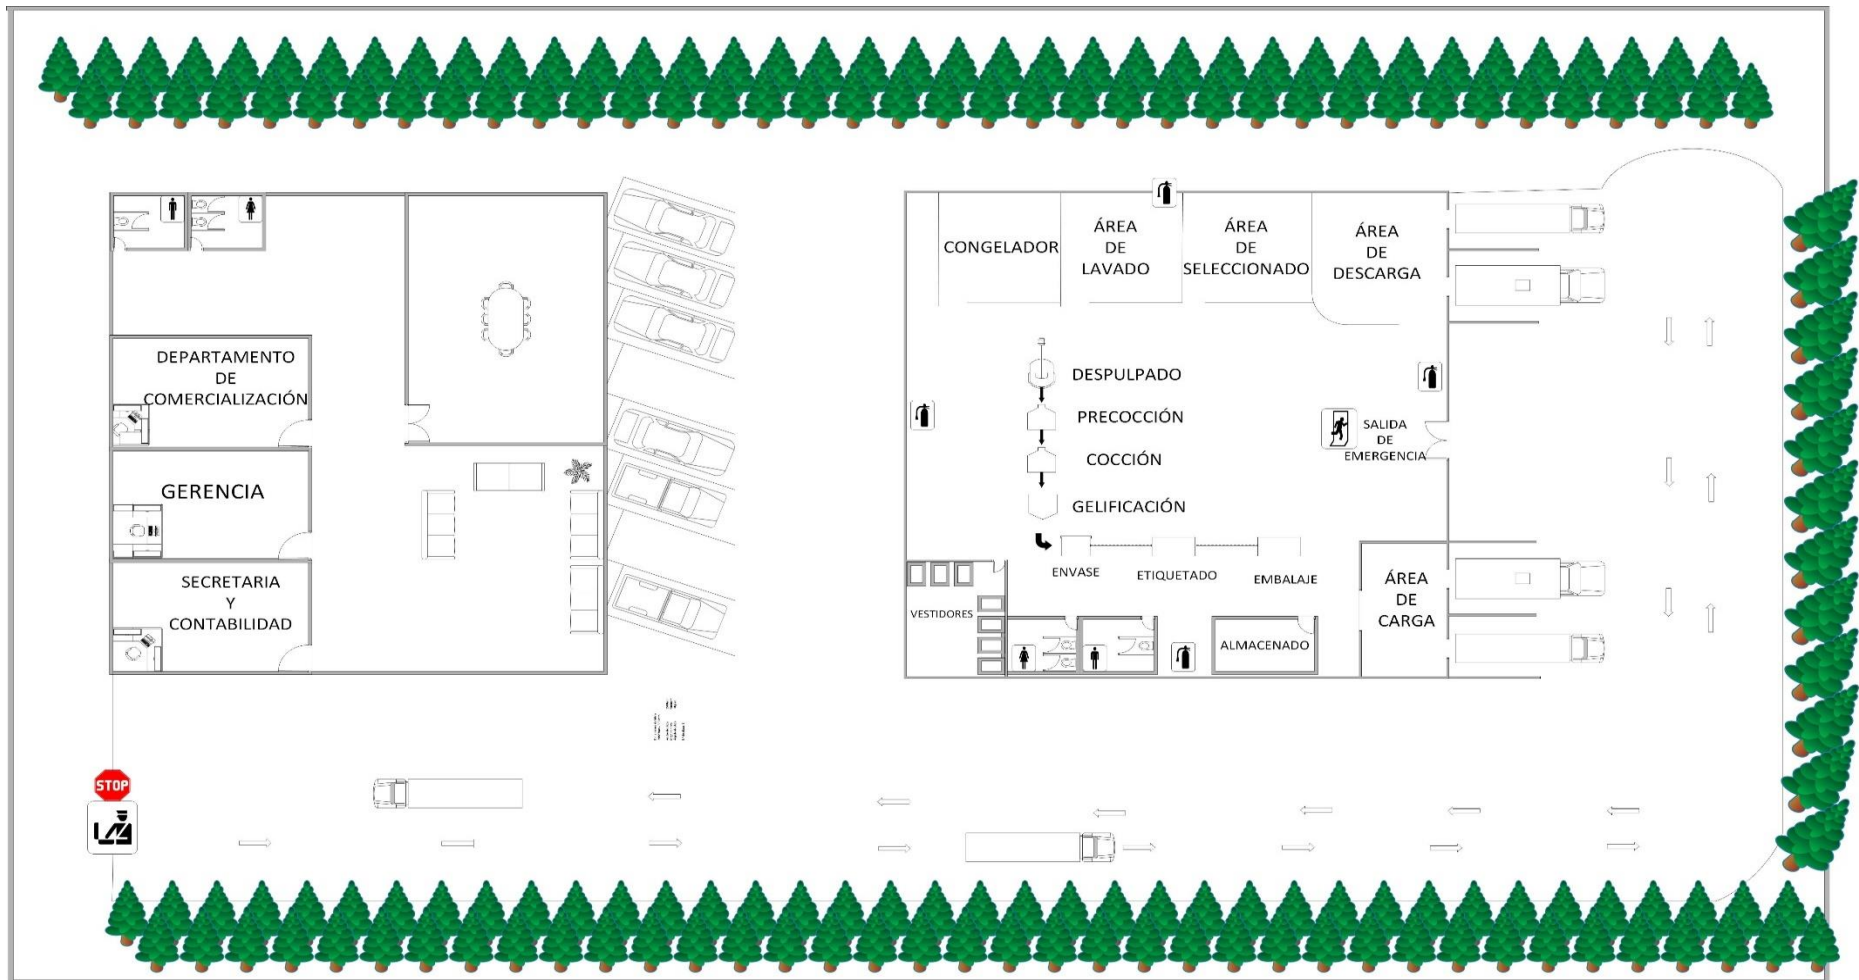 DEPARTAMENTO
DE
COMERCIALIZACIÓN
GERENCIA
SECRETARIA
Y
CONTABILIDAD
STOP
CONGELADOR
ÁREA
DE
LAVADO
ÁREA
DE
SELECCIONADO
ÁREA
DE
DESCARGA
DESPULPADO
PRECOCCIÓN
COCCIÓN
GELIFICACIÓN
SALIDA
DE
EMERGENCIA
ENVASE
ETIQUETADO
EMBALAJE
VESTIDORES
ALMACENADO
ÁREA
DE
CARGA